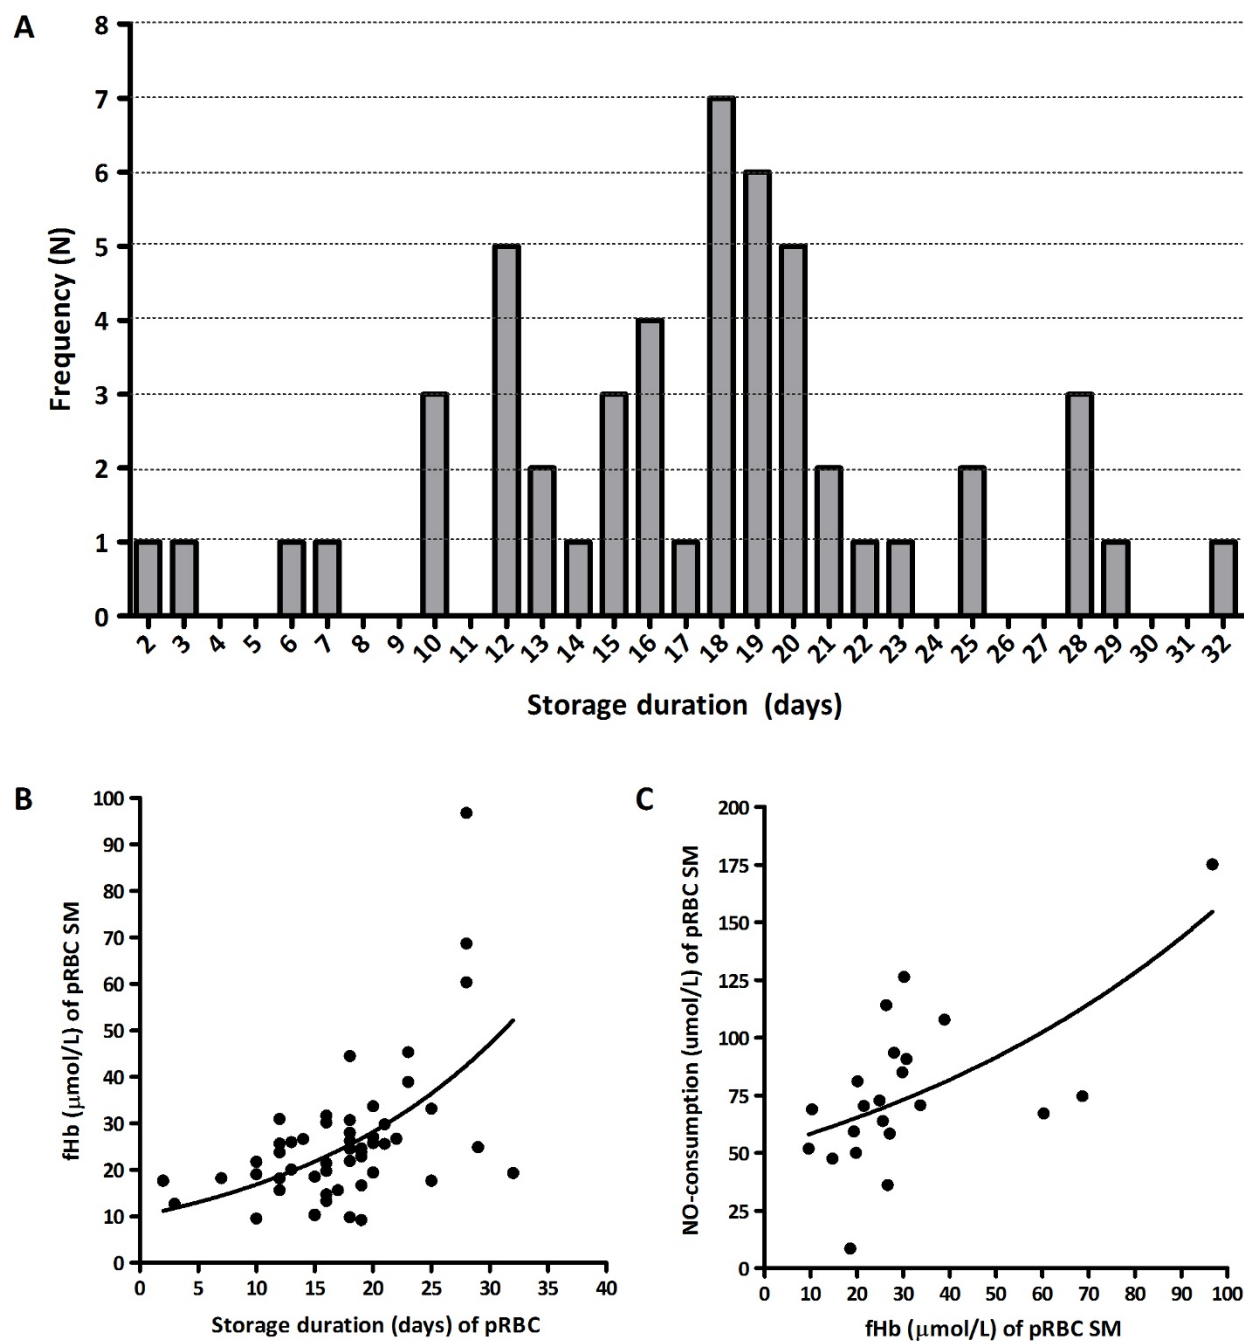 A
8
7
6
5
4
3
2
1
0
Frequency (N)
2 3 4 5 6 7 8 9 10 11 12 13 14 15 16 17 18 19 20 21 22 23 24 25 26 27 28 29 30 31 32
Storage duration (days)
B
100
90
80
70
60
50
40
30
20
10
0
fHb (μmol/L) of pRBC SM
0 5 10 15 20 25 30 35 40
Storage duration (days) of pRBC
C
200
175
150
125
100
75
50
25
0
NO-consumption (umol/L) of pRBC SM
0 10 20 30 40 50 60 70 80 90 100
fHb (μmol/L) of pRBC SM